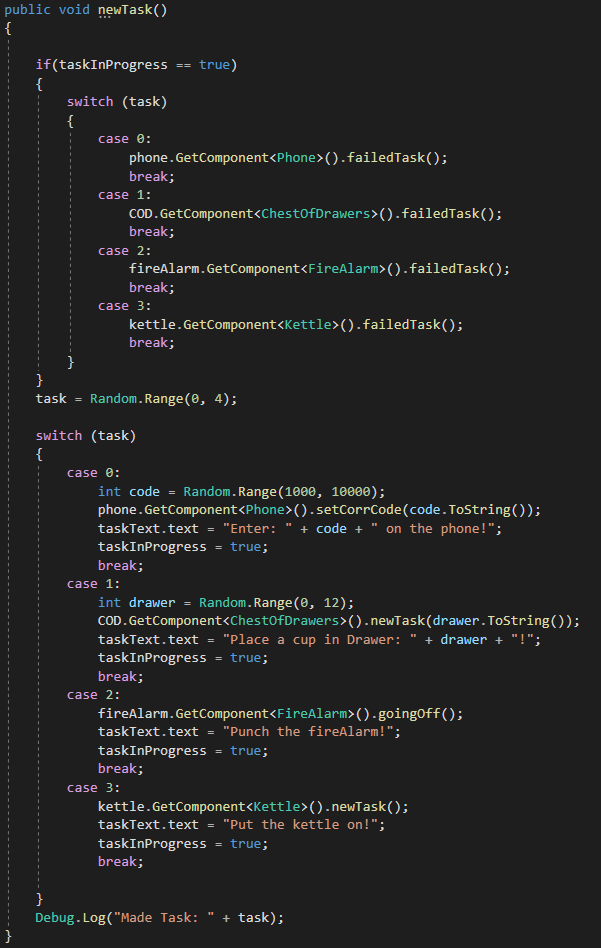 public void newTask()
{
if(taskInProgress == true)
{
switch (task)
{
case 0:
phone.GetComponent<Phone>().failedTask();
break;
case 1:
COD.GetComponent<ChestOfDrawers>().failedTask();
break;
case 2:
fireAlarm.GetComponent<FireAlarm>().failedTask();
break;
case 3:
kettle.GetComponent<Kettle>().failedTask();
break;
}
}
task = Random.Range(0, 4);
switch (task)
{
case 0:
int code = Random.Range(1000, 10000);
phone.GetComponent<Phone>().setCorrCode(code.ToString());
taskText.text = "Enter: " + code + " on the phone!";
taskInProgress = true;
break;
case 1:
int drawer = Random.Range(0, 12);
COD.GetComponent<ChestOfDrawers>().newTask(drawer.ToString());
taskText.text = "Place a cup in Drawer: " + drawer + "!";
taskInProgress = true;
break;
case 2:
fireAlarm.GetComponent<FireAlarm>().goingOff();
taskText.text = "Punch the fireAlarm!";
taskInProgress = true;
break;
case 3:
kettle.GetComponent<Kettle>().newTask();
taskText.text = "Put the kettle on!";
taskInProgress = true;
break;
}
Debug.Log("Made Task: " + task);
}